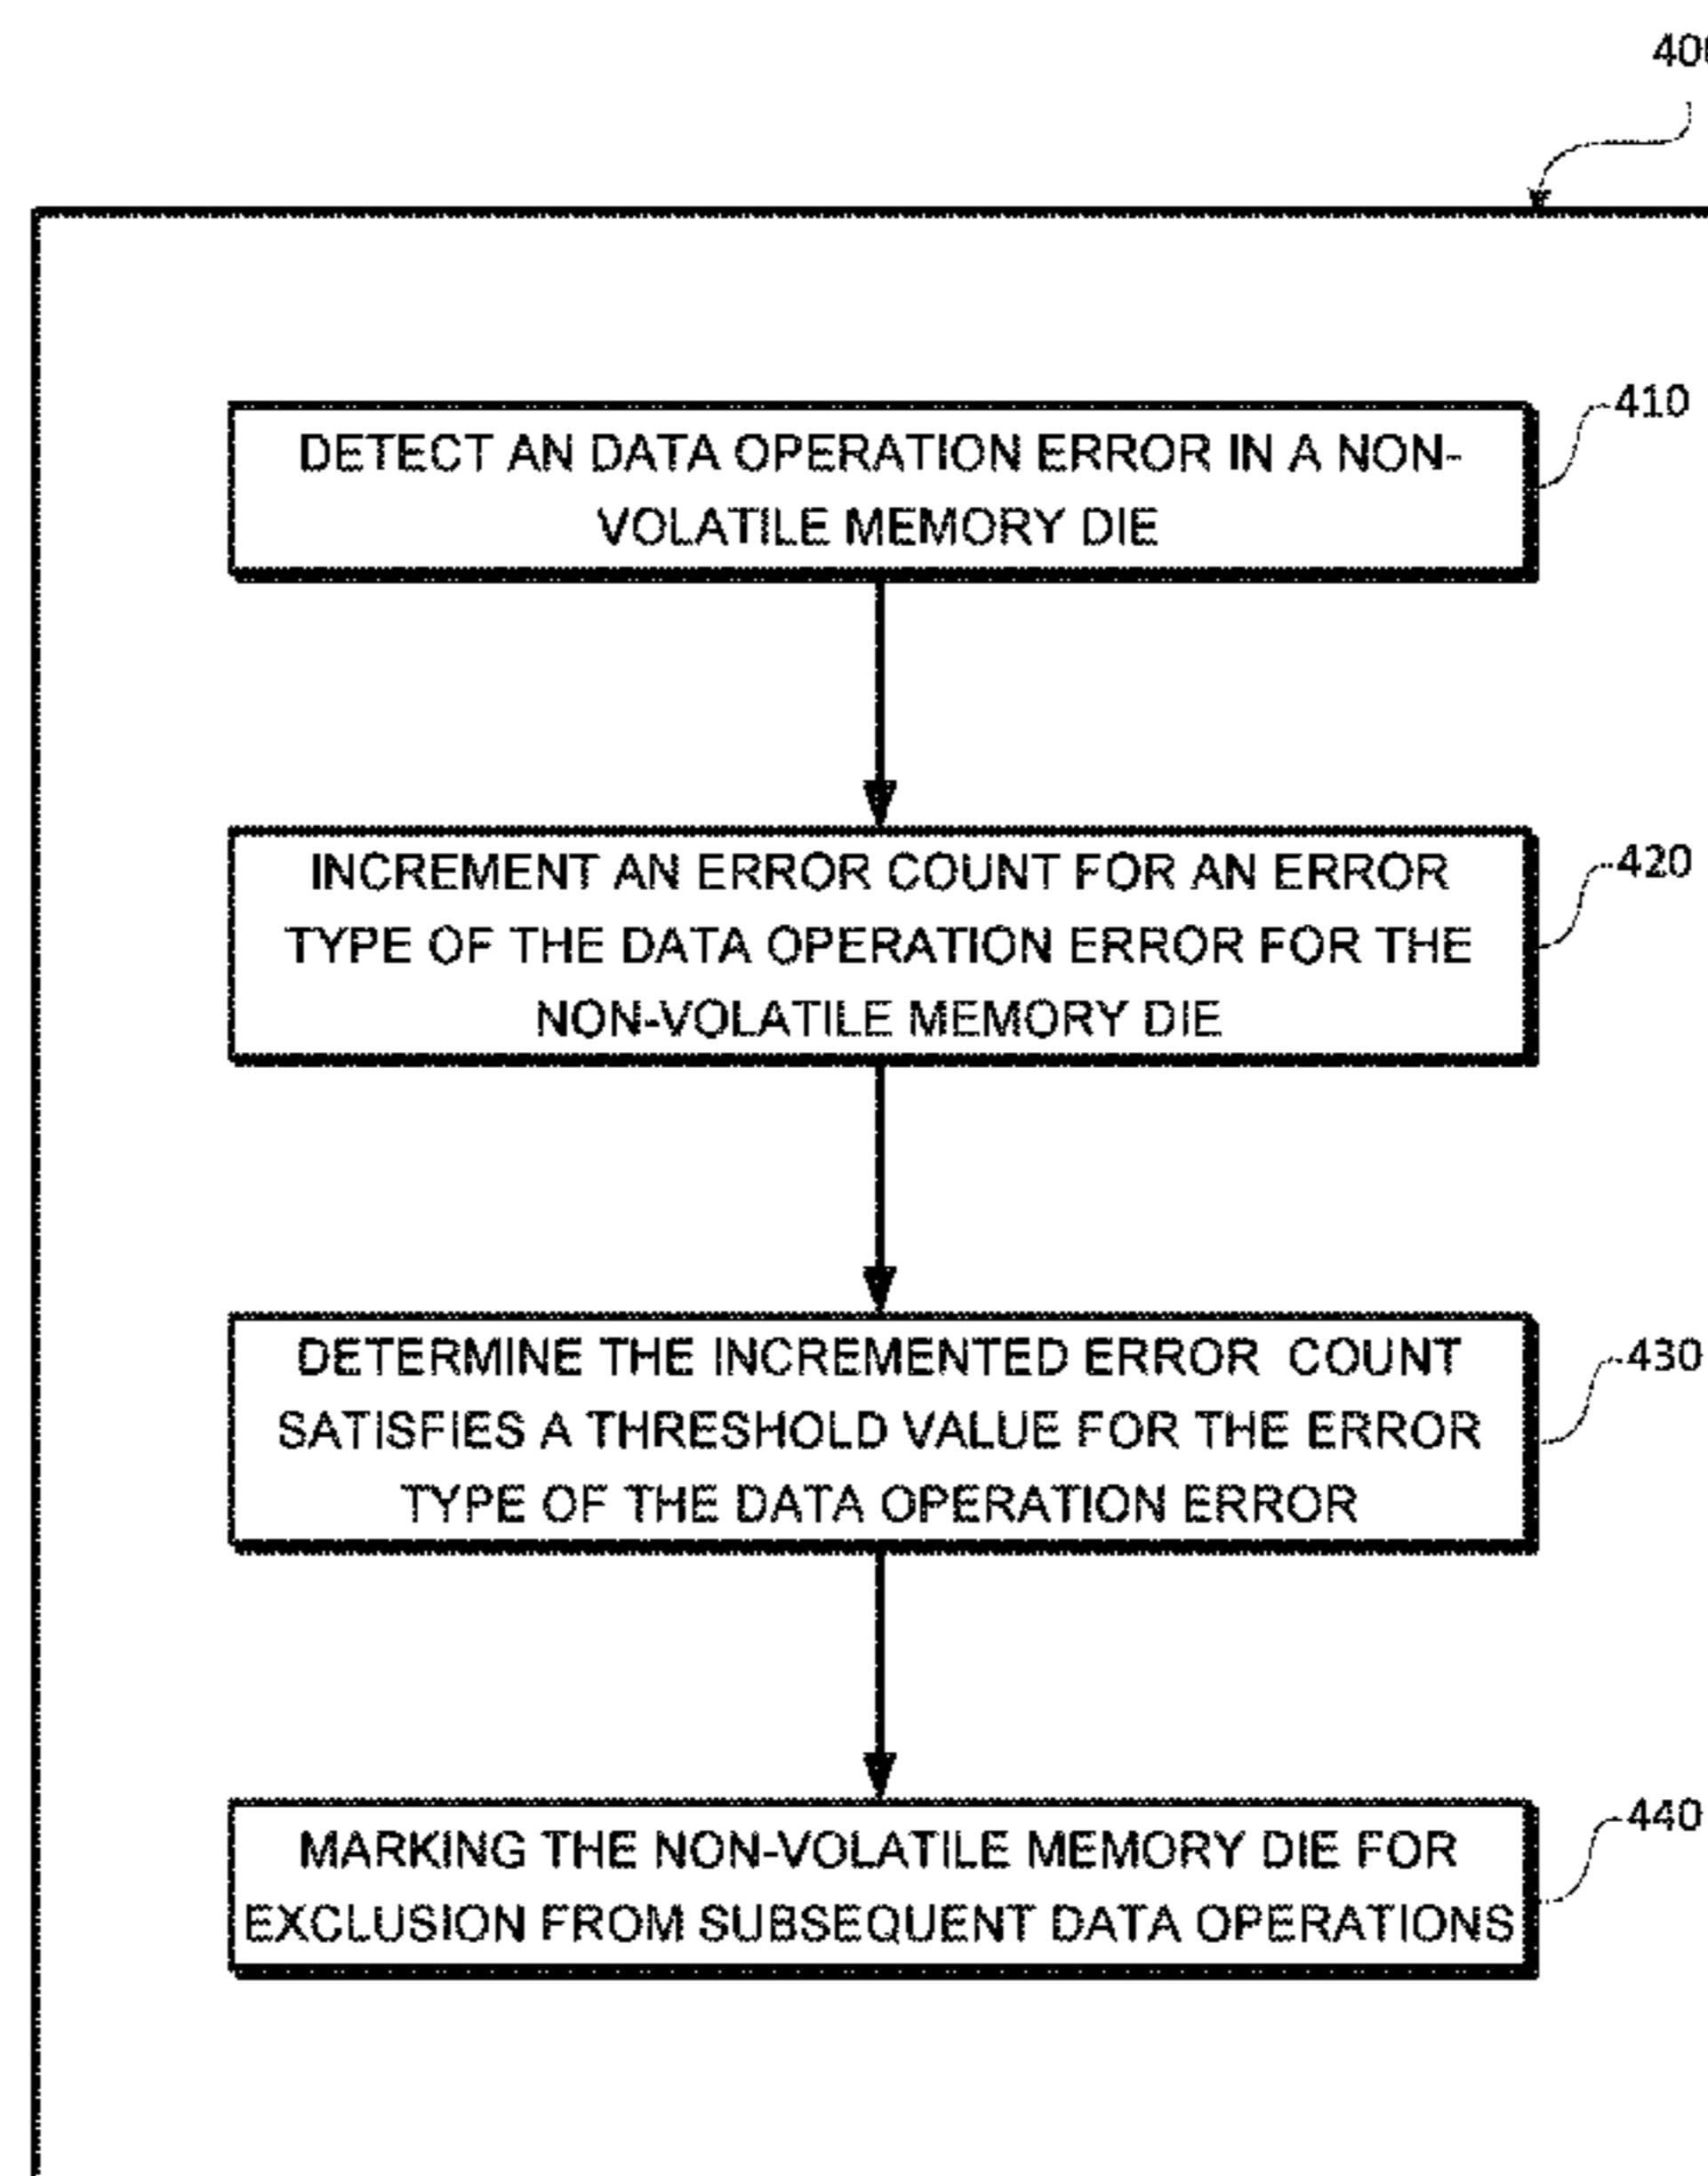 400
DETECT AN DATA OPERATION ERROR IN A NON-
VOLATILE MEMORY DIE
410
INCREMENT AN ERROR COUNT FOR AN ERROR
TYPE OF THE DATA OPERATION ERROR FOR THE
NON-VOLATILE MEMORY DIE
420
DETERMINE THE INCREMENTED ERROR COUNT
SATISFIES A THRESHOLD VALUE FOR THE ERROR
TYPE OF THE DATA OPERATION ERROR
430
MARKING THE NON-VOLATILE MEMORY DIE FOR
EXCLUSION FROM SUBSEQUENT DATA OPERATIONS
440